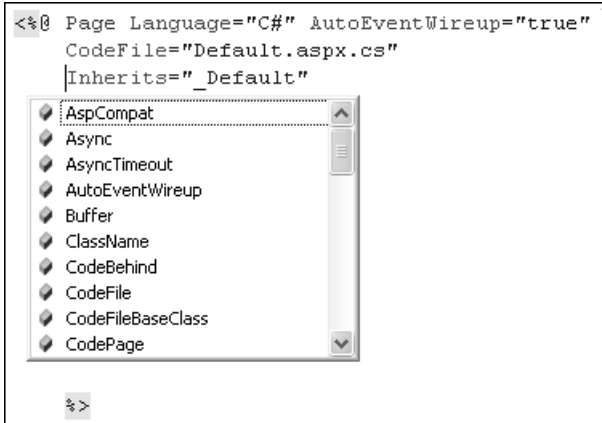 <%@ Page Language="C#" AutoEventWireup="true"
CodeFile="Default.aspx.cs"
Inherits="_Default"
AspCompat
Async
AsyncTimeout
AutoEventWireup
Buffer
ClassName
CodeBehind
CodeFile
CodeFileBaseClass
CodePage
%>